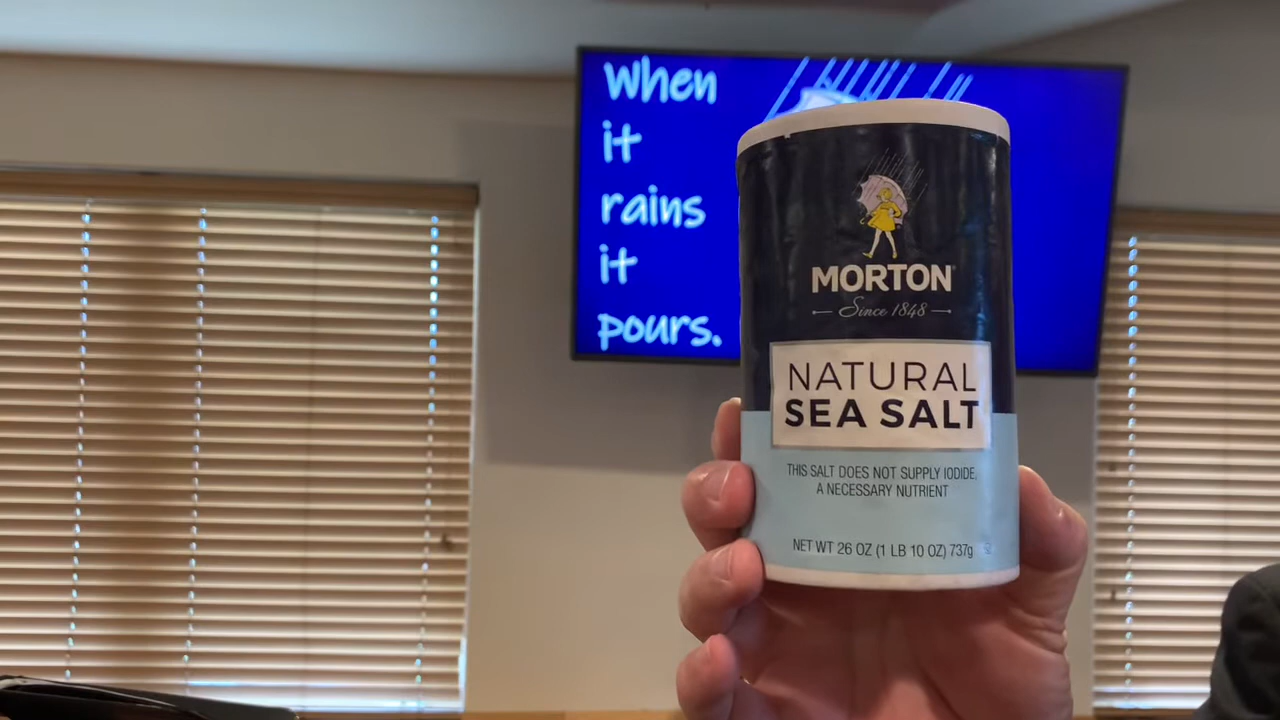 When
it
rains
it
pours.
MORTON
Since 1848
NATURAL
SEA SALT
THIS SALT DOES NOT SUPPLY IODIDE,
A NECESSARY NUTRIENT
NET WT 26 OZ (1 LB 10 OZ) 737g